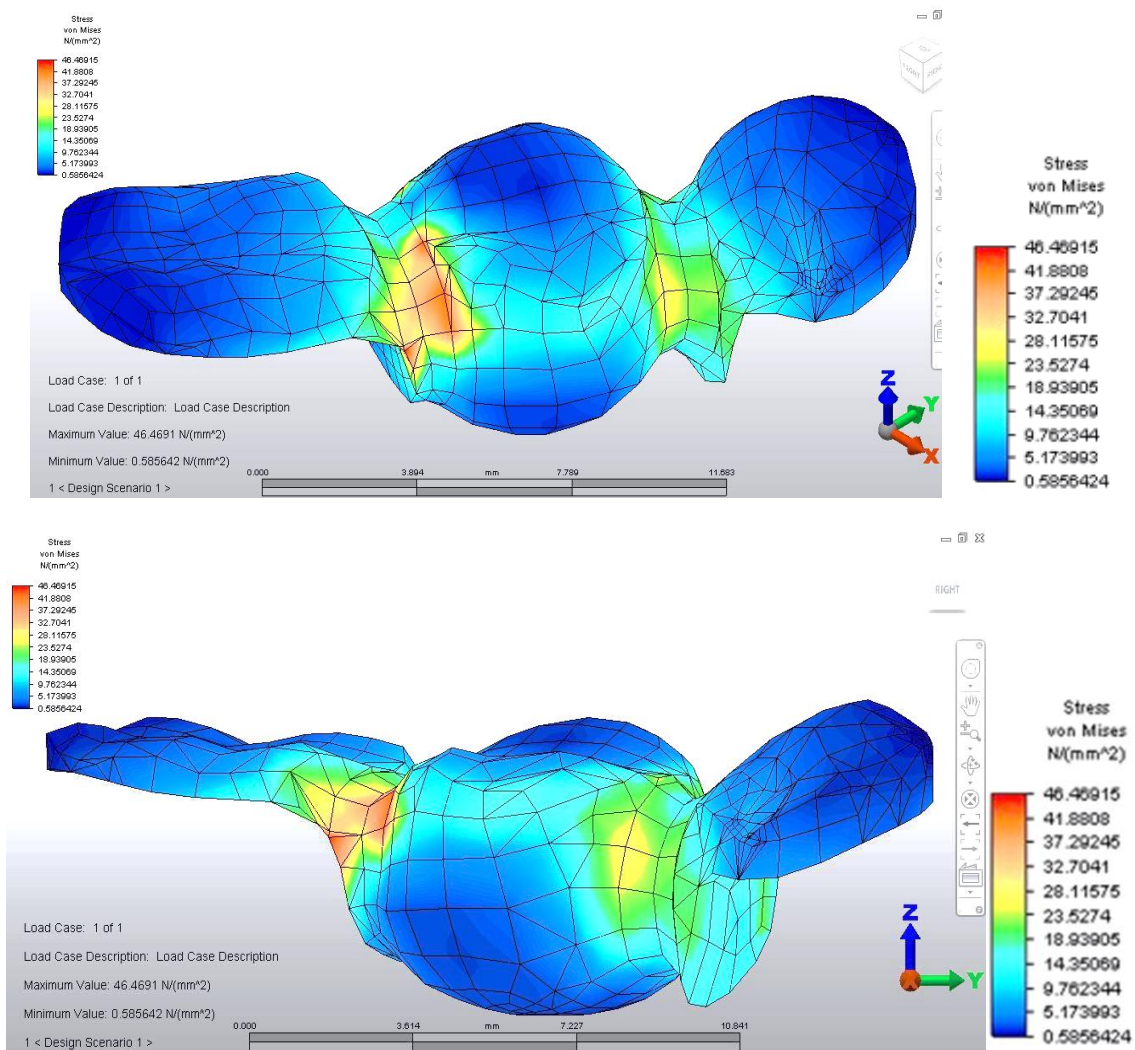 Stress
von Mises
N/(mm^2)
46.46915
41.8808
37.29245
32.7041
28.11575
23.5274
18.93905
14.35069
9.762344
5.173993
0.5856424
Load Case: 1 of 1
Load Case Description: Load Case Description
Maximum Value: 46.4691 N/(mm^2)
Minimum Value: 0.585642 N/(mm^2)
1 < Design Scenario 1 >
0.000 3.894 mm 7.789 11.683
Z
Y
X
Stress
von Mises
N/(mm^2)
46.46915
41.8808
37.29245
32.7041
28.11575
23.5274
18.93905
14.35069
9.762344
5.173993
0.5856424
Stress
von Mises
N/(mm^2)
46.46915
41.8808
37.29245
32.7041
28.11575
23.5274
18.93905
14.35069
9.762344
5.173993
0.5856424
RIGHT
Load Case: 1 of 1
Load Case Description: Load Case Description
Maximum Value: 46.4691 N/(mm^2)
Minimum Value: 0.585642 N/(mm^2)
1 < Design Scenario 1 >
0.000 3.614 mm 7.227 10.841
Z
Y
Stress
von Mises
N/(mm^2)
46.46915
41.8808
37.29245
32.7041
28.11575
23.5274
18.93905
14.35069
9.762344
5.173993
0.5856424